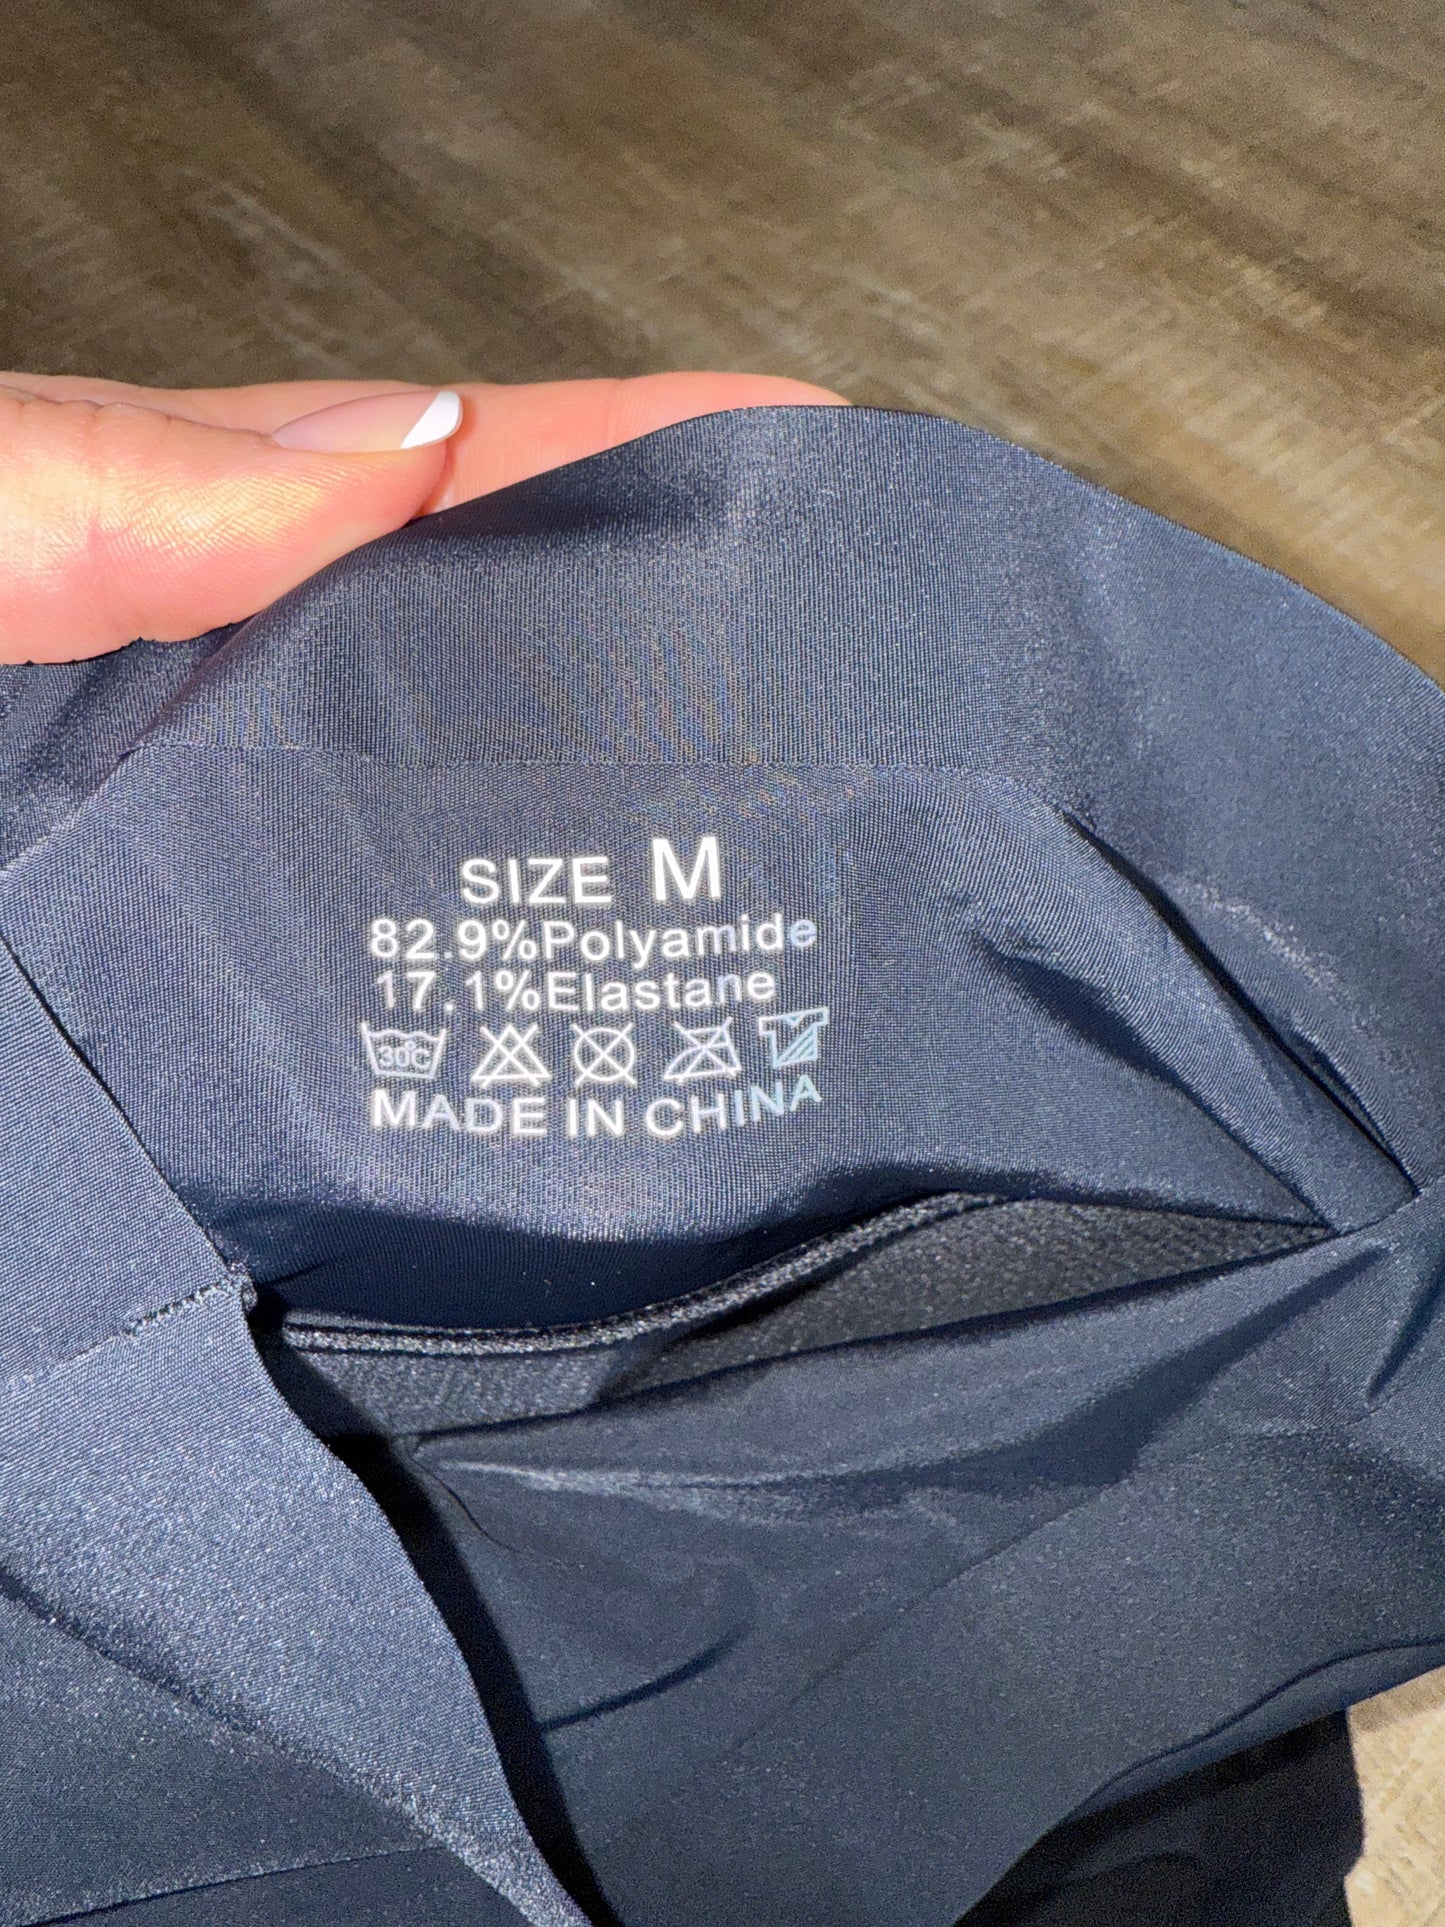 SIZE M
82.9%Polyamide
17.1%Elastane
30°C
MADE IN CHINA